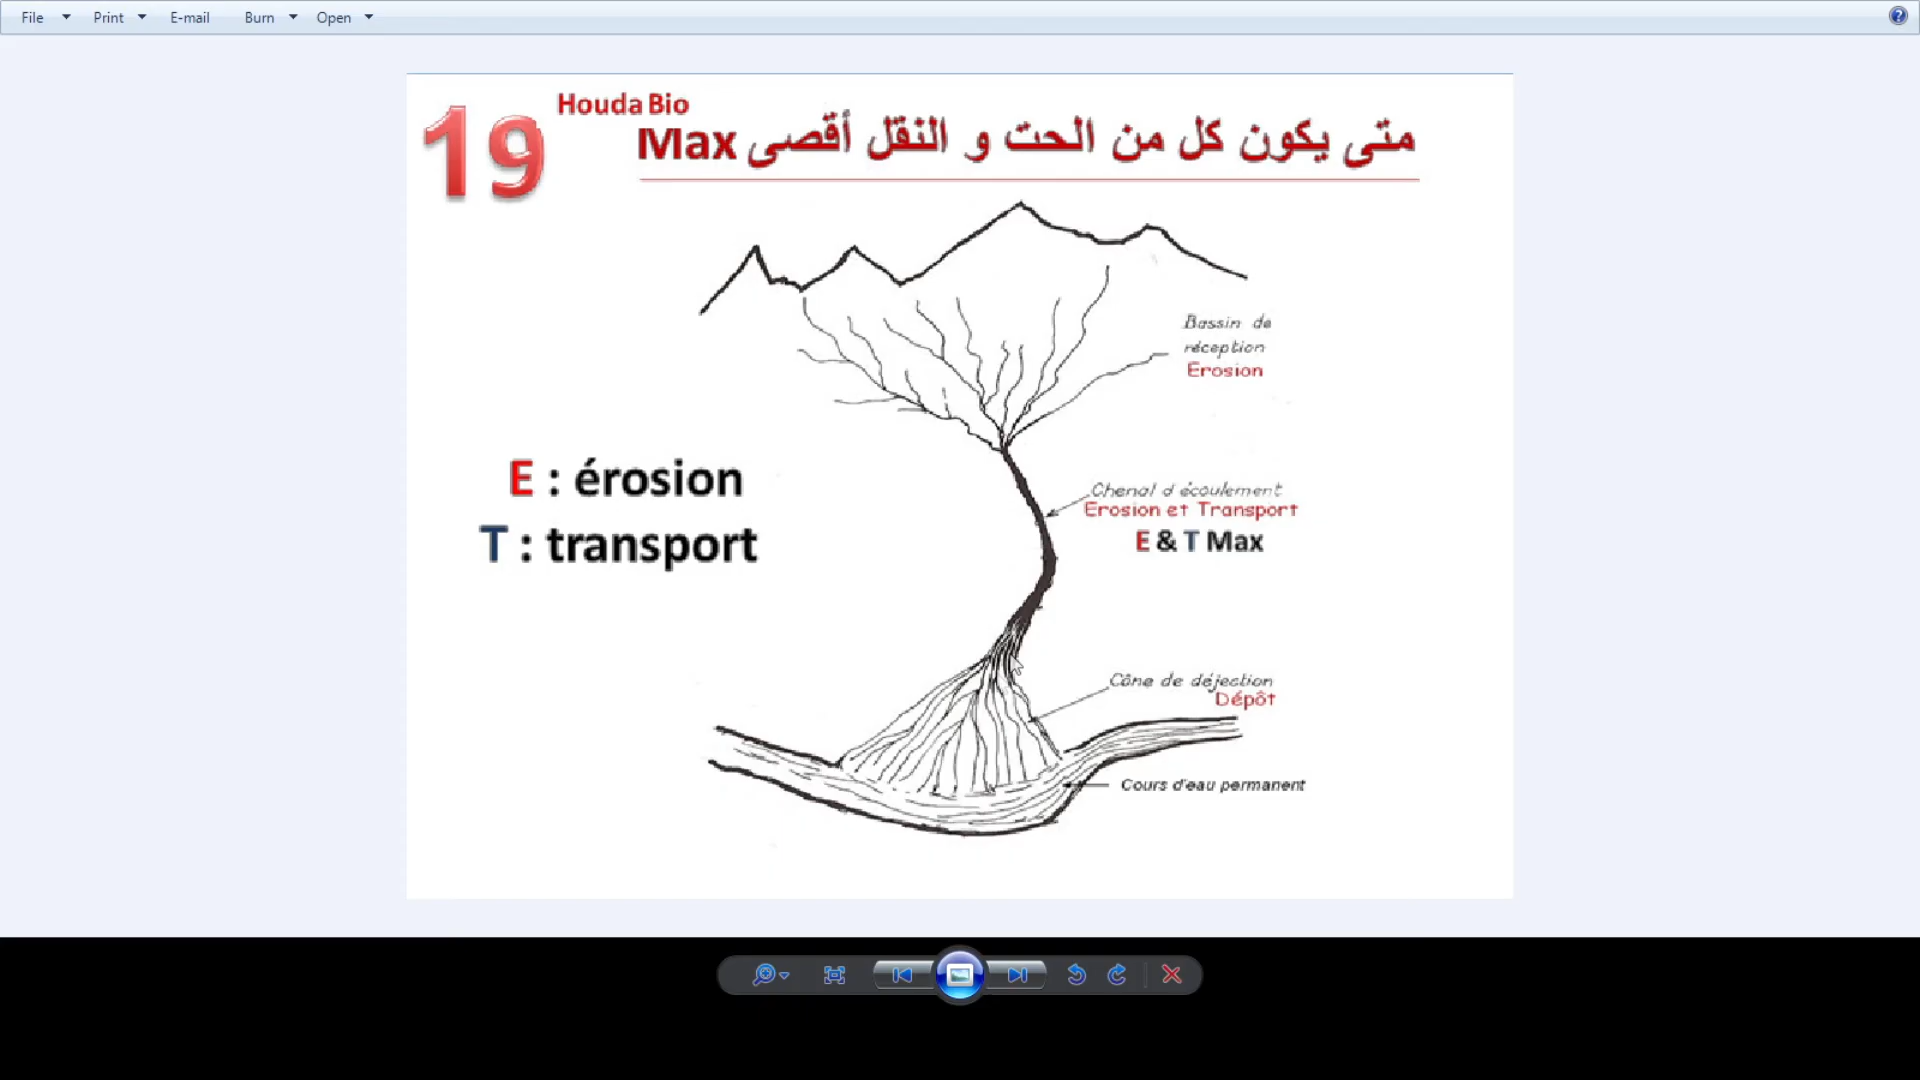 File Print E-mail Burn Open
19
Houda Bio
متى يكون كل من الحت و النقل أقصى Max
Bassin de
réception
Erosion
E : érosion
T : transport
Chenal d'écoulement
Erosion et Transport
E & T Max
Cône de déjection
Dépôt
Cours d'eau permanent